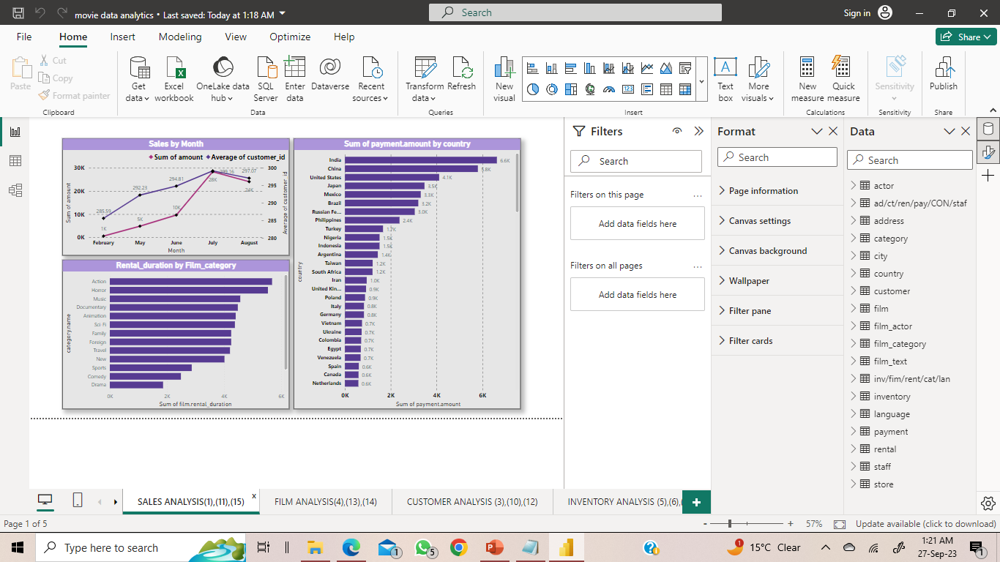 movie data analytics • Last saved: Today at 1:18 AM
Search
Sign in
File Home Insert Modeling View Optimize Help
Share
Paste
Cut
Copy
Format painter
Clipboard
Get data
Excel workbook
OneLake data hub
SQL Server
Enter data
Dataverse
Recent sources
Data
Transform data
Refresh
Queries
New visual
Text box
More visuals
Insert
New measure
Quick measure
Calculations
Sensitivity
Sensitivity
Publish
Share
Sales by Month
Sum of amount Average of customer_id
30K
20K
10K
0K
Sum of amount
300
295
290
285
280
Average of customer_id
285.59
292.23
294.81
299.16
297.07
1K
5K
10K
28K
24K
February May June July August
Month
Rental_duration by Film_category
category.name
Action
Horror
Music
Documentary
Animation
Sci-Fi
Family
Foreign
Travel
New
Sports
Comedy
Drama
0K 2K 4K 6K
Sum of film.rental_duration
Sum of payment.amount by country
country
India 6.6K
China 5.8K
United States 4.1K
Japan 3.5K
Mexico 3.3K
Brazil 3.2K
Russian Fe... 3.0K
Philippines 2.4K
Turkey 1.7K
Nigeria 1.5K
Indonesia 1.5K
Argentina 1.4K
Taiwan 1.2K
South Africa 1.2K
Iran 1.0K
United Kin... 0.9K
Poland 0.9K
Italy 0.8K
Germany 0.8K
Vietnam 0.7K
Ukraine 0.7K
Colombia 0.7K
Egypt 0.7K
Venezuela 0.7K
Spain 0.6K
Canada 0.6K
Netherlands 0.6K
0K 2K 4K 6K
Sum of payment.amount
Filters
Search
Filters on this page ...
Add data fields here
Filters on all pages ...
Add data fields here
Format
Search
Page information
Canvas settings
Canvas background
Wallpaper
Filter pane
Filter cards
Data
Search
actor
ad/ct/ren/pay/CON/staf
address
category
city
country
customer
film
film_actor
film_category
film_text
inv/fim/rent/cat/lan
inventory
language
payment
rental
staff
store
SALES ANALYSIS(1),(11),(15) x
FILM ANALYSIS(4),(13),(14)
CUSTOMER ANALYSIS (3),(10),(12)
INVENTORY ANALYSIS (5),(6),
Page 1 of 5
- + 57%
Update available (click to download)
Type here to search
1
5
1
15°C Clear
1:21 AM
27-Sep-23
1